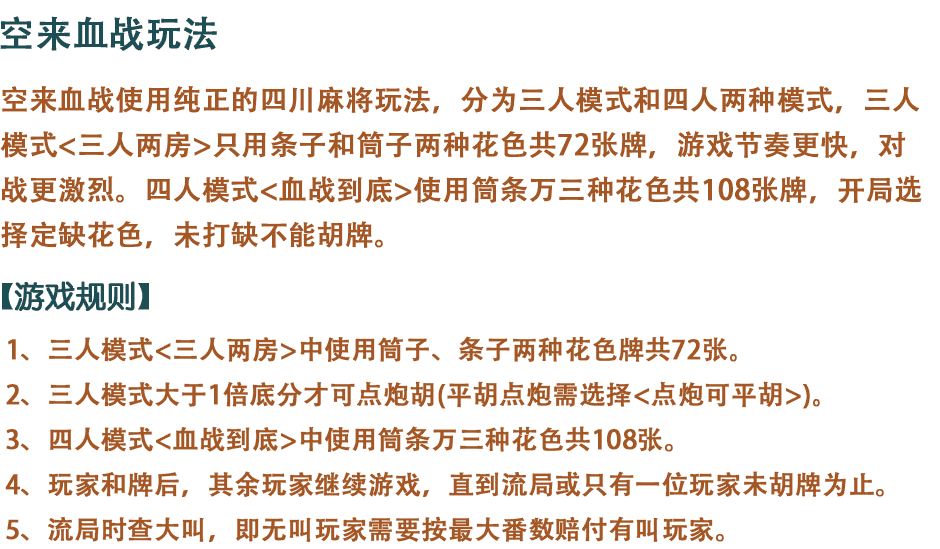 空来血战玩法
空来血战使用纯正的四川麻将玩法，分为三人模式和四人两种模式，三人
模式<三人两房>只用条子和筒子两种花色共72张牌，游戏节奏更快，对
战更激烈。四人模式<血战到底>使用筒条万三种花色共108张牌，开局选
择定缺花色，未打缺不能胡牌。
【游戏规则】
1、三人模式<三人两房>中使用筒子、条子两种花色牌共72张。
2、三人模式大于1倍底分才可点炮胡(平胡点炮需选择<点炮可平胡>)。
3、四人模式<血战到底>中使用筒条万三种花色共108张。
4、玩家和牌后，其余玩家继续游戏，直到流局或只有一位玩家未胡牌为止。
5、流局时查大叫，即无叫玩家需要按最大番数赔付有叫玩家。